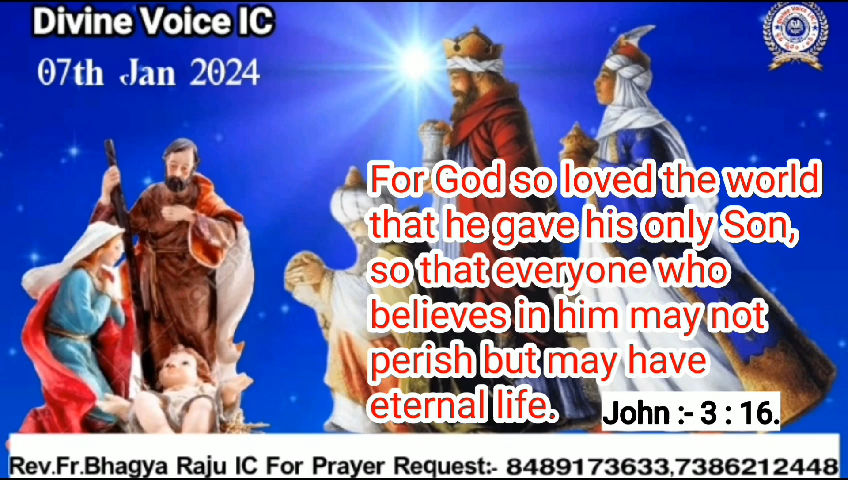 Divine Voice IC
07th Jan 2024
For God so loved the world
that he gave his only Son,
so that everyone who
believes in him may not
perish but may have
eternal life.
John :- 3 : 16.
Rev.Fr.Bhagya Raju IC For Prayer Request:- 8489173633,7386212448